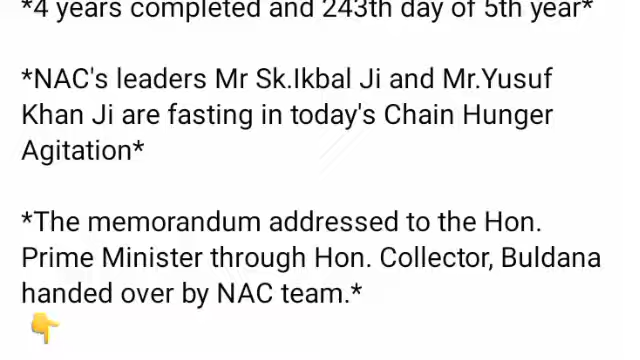 *4 years completed and 243th day of 5th year*
*NAC's leaders Mr Sk.Ikbal Ji and Mr.Yusuf
Khan Ji are fasting in today's Chain Hunger
Agitation*
*The memorandum addressed to the Hon.
Prime Minister through Hon. Collector, Buldana
handed over by NAC team.*
👇